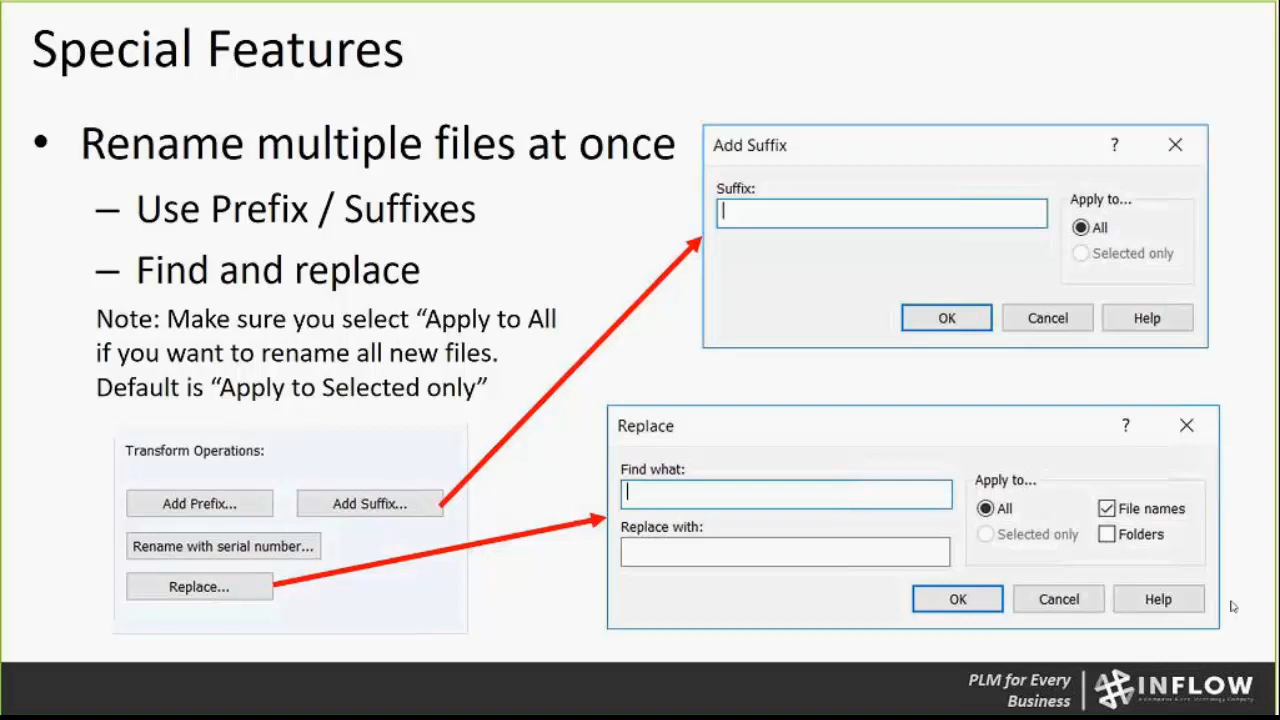 Special Features
• Rename multiple files at once
– Use Prefix / Suffixes
– Find and replace
Note: Make sure you select “Apply to All
if you want to rename all new files.
Default is “Apply to Selected only”
Transform Operations:
Add Prefix...
Add Suffix...
Rename with serial number...
Replace...
Add Suffix
?
Suffix:
Apply to...
All
Selected only
OK
Cancel
Help
Replace
?
Find what:
Replace with:
Apply to...
All
File names
Selected only
Folders
OK
Cancel
Help
PLM for Every
Business
INFLOW